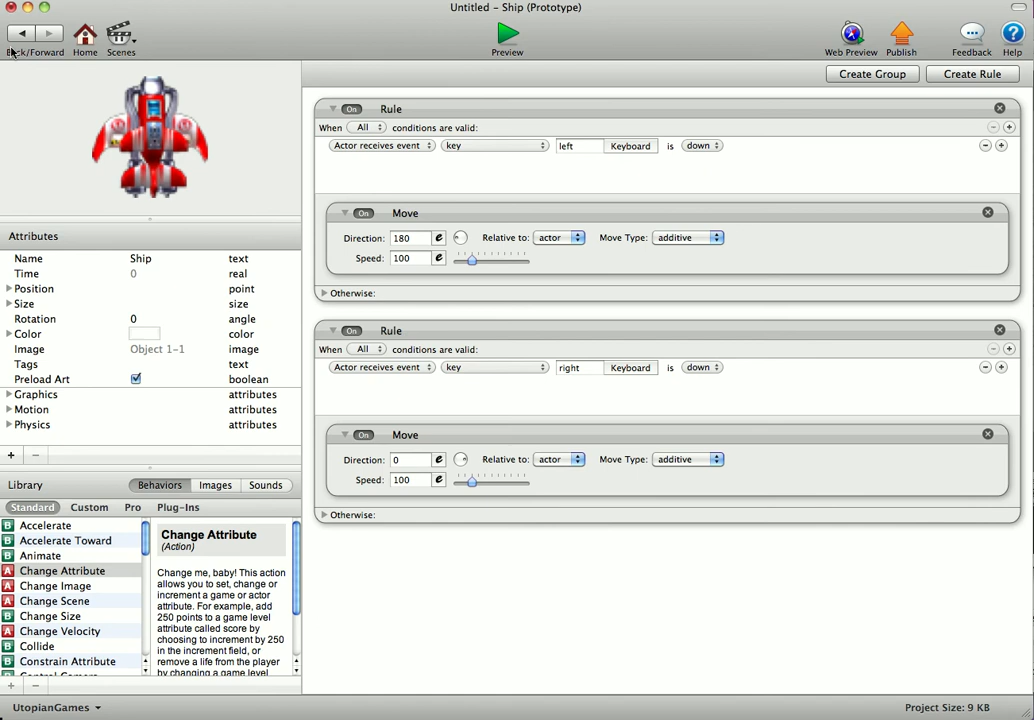 Untitled – Ship (Prototype)
Back/Forward Home Scenes Preview Web Preview Publish Feedback Help
Create Group Create Rule
On Rule
When All conditions are valid:
Actor receives event key left Keyboard is down
On Move
Direction: 180 e Relative to: actor Move Type: additive
Speed: 100 e
Otherwise:
On Rule
When All conditions are valid:
Actor receives event key right Keyboard is down
On Move
Direction: 0 e Relative to: actor Move Type: additive
Speed: 100 e
Otherwise:
Attributes
Name Ship text
Time 0 real
Position point
Size size
Rotation 0 angle
Color color
Image Object 1-1 image
Tags text
Preload Art boolean
Graphics attributes
Motion attributes
Physics attributes
Library Behaviors Images Sounds
Standard Custom Pro Plug-Ins
B Accelerate
B Accelerate Toward
B Animate
A Change Attribute
A Change Image
A Change Scene
B Change Size
A Change Velocity
B Collide
B Constrain Attribute
Control Camera
Change Attribute
(Action)
Change me, baby! This action
allows you to set, change or
increment a game or actor
attribute. For example, add
250 points to a game level
attribute called score by
choosing to increment by 250
in the increment field, or
remove a life from the player
by changing a game level
UtopianGames Project Size: 9 KB